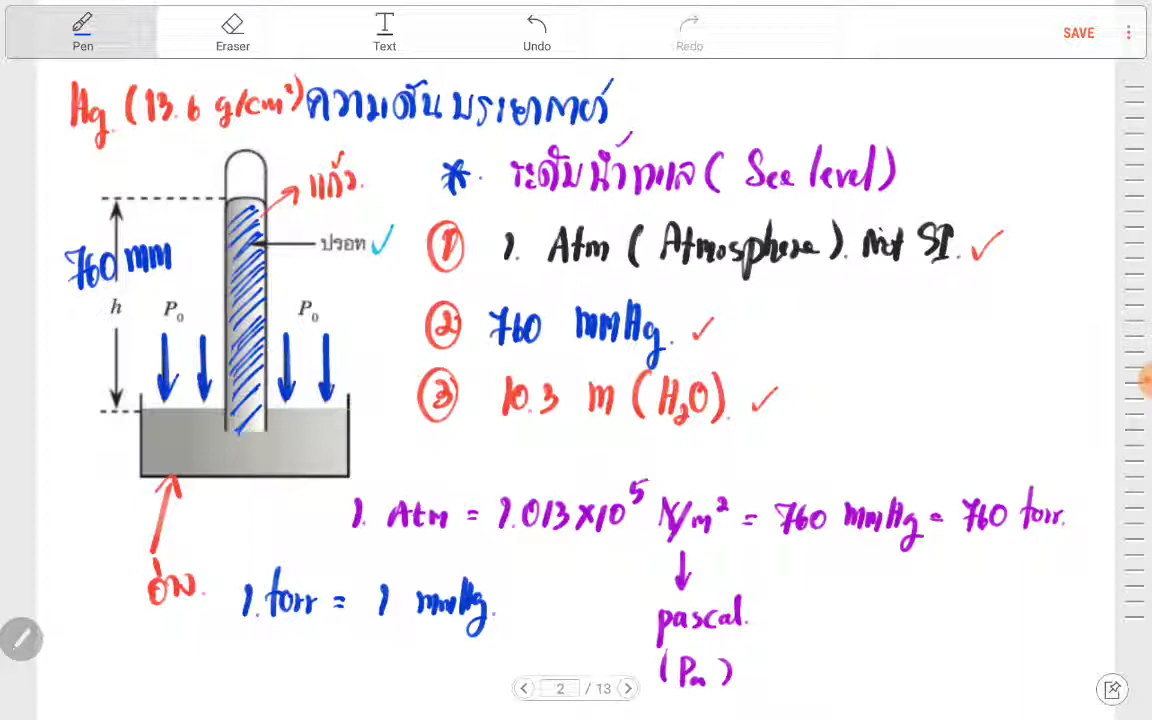 Pen Eraser Text Undo Redo SAVE
Hg (13.6 g/cm³) ความดันบรรยากาศ
แก้ว
* ระดับน้ำทะเล (Sea level)
ปรอท ✓
① 1 Atm (Atmosphere) Not SI ✓
760 mm
h P₀ P₀
② 760 mmHg ✓
③ 10.3 m (H₂O) ✓
1 Atm = 1.013×10⁵ N/m² = 760 mmHg = 760 torr.
อ่าง
1 torr = 1 mmHg.
pascal.
(Pa)
2 / 13